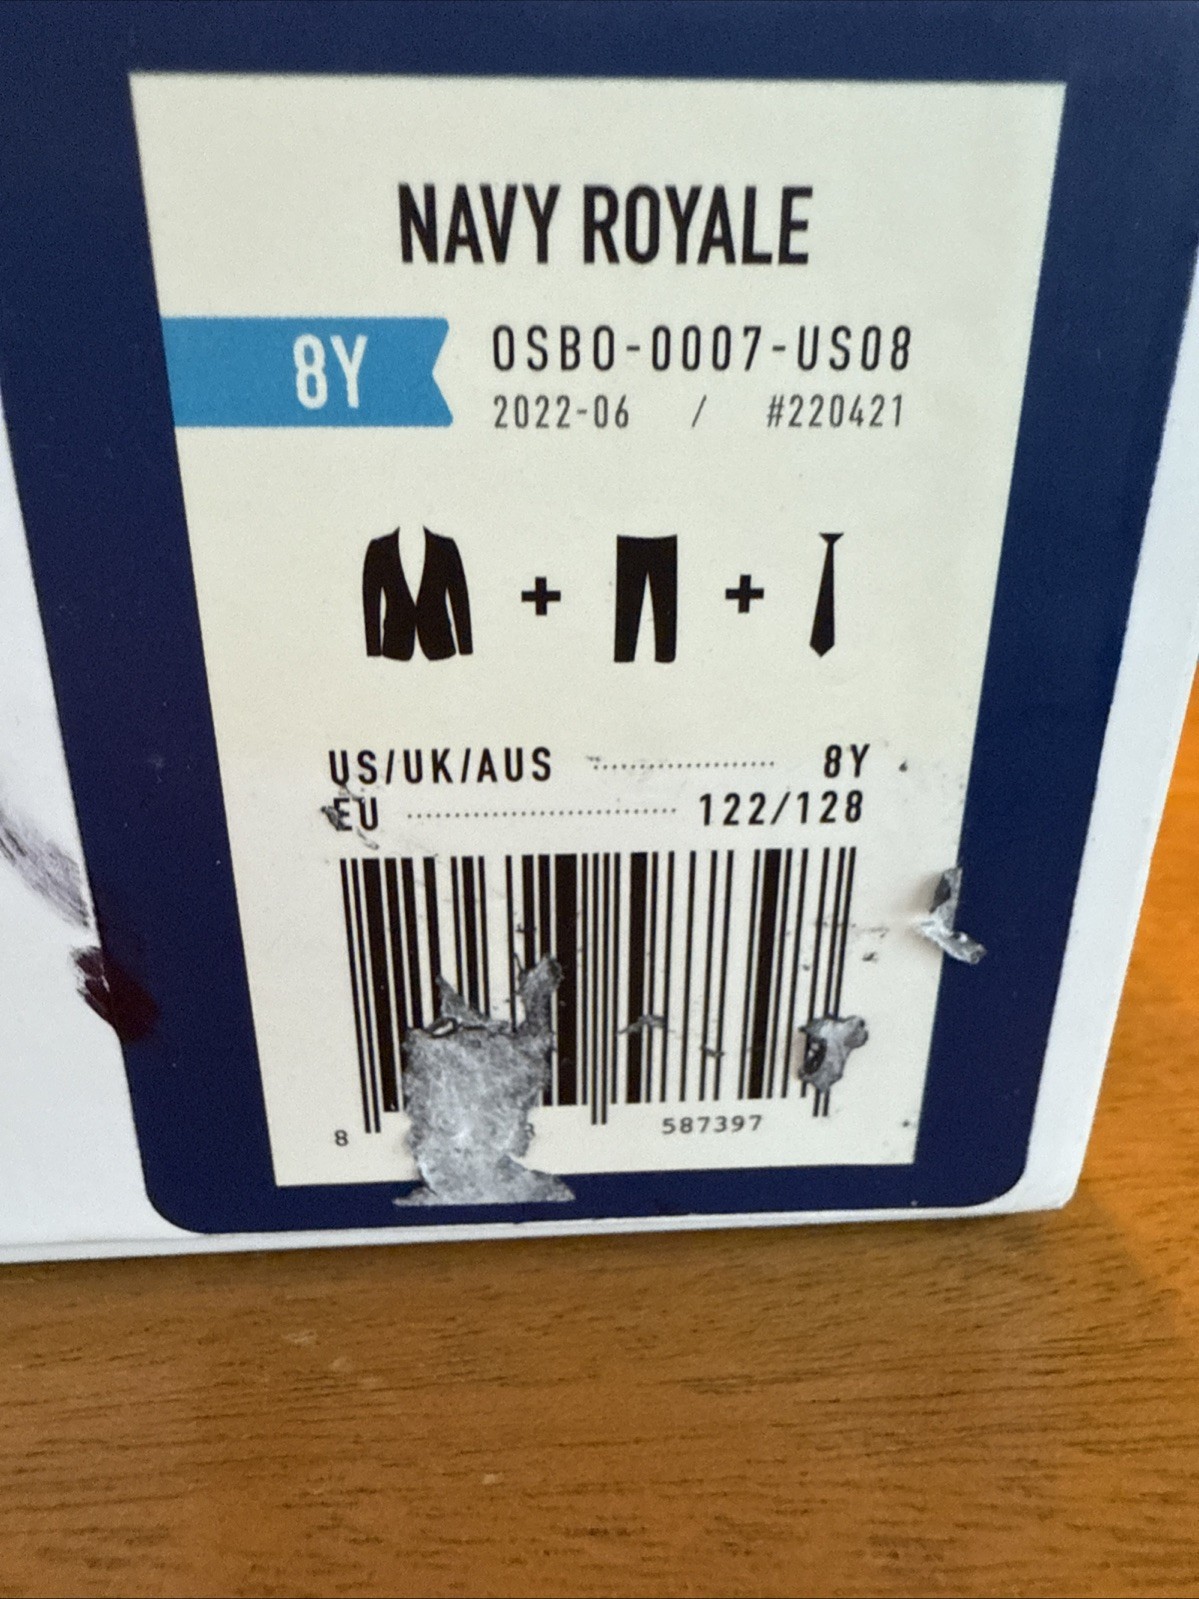 NAVY ROYALE
8Y
OSBO-0007-US08
2022-06 / #220421
US/UK/AUS 8Y
EU 122/128
8 587397